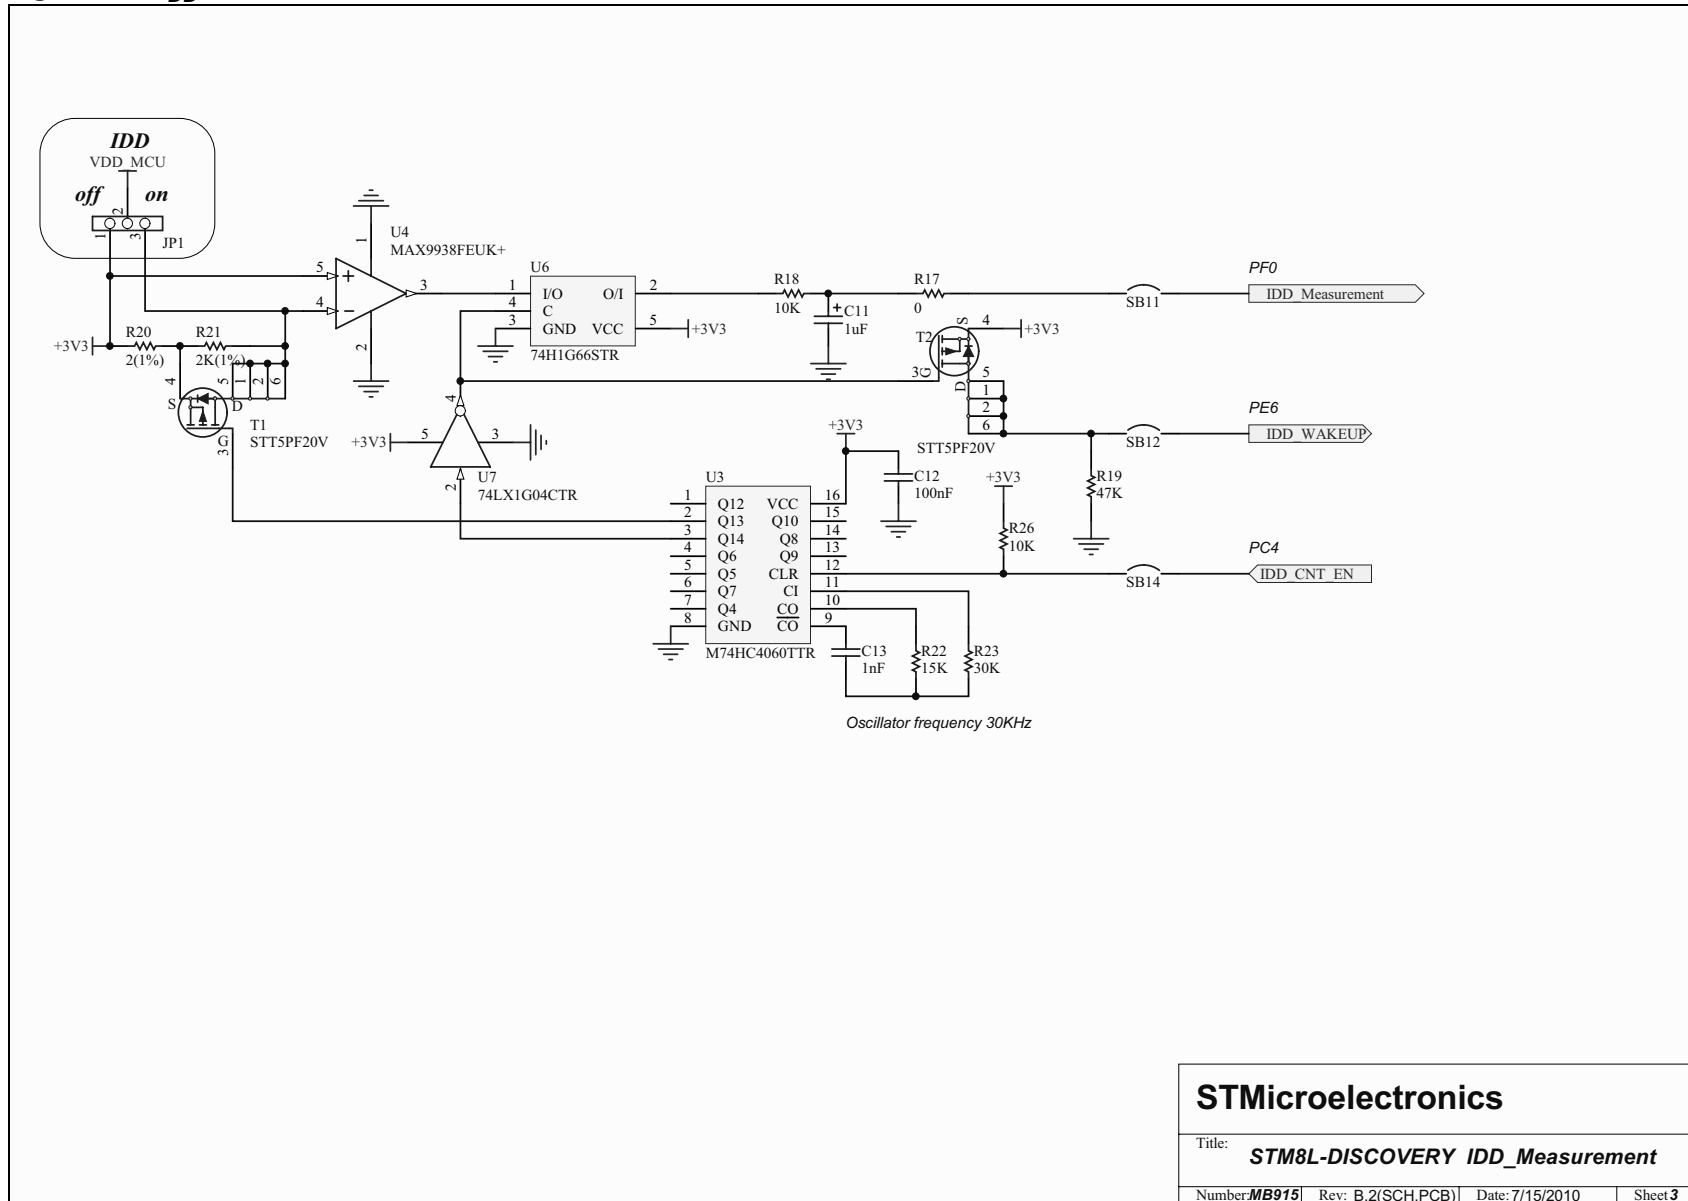 IDD
VDD_MCU
off on
2
1 3 JP1
1
U4
MAX9938FEUK+
5 +
4 -
3
2
U6
1 I/O O/I 2
4 C
3 GND VCC 5 +3V3
74H1G66STR
R18
10K
C11
1uF
R17
0
SB11
PF0
IDD_Measurement
+3V3
R20
2(1%)
R21
2K(1%)
4 5 1 2 6
S D
G
3
T1
STT5PF20V
T2
S 4 +3V3
3 G
D 5
1
2
6
STT5PF20V
SB12
PE6
IDD_WAKEUP
R19
47K
4
+3V3 5 3
2
U7
74LX1G04CTR
+3V3
C12
100nF
+3V3
R26
10K
SB14
PC4
IDD_CNT_EN
U3
1 Q12 VCC 16
2 Q13 Q10 15
3 Q14 Q8 14
4 Q6 Q9 13
5 Q5 CLR 12
6 Q7 CI 11
7 Q4 CO 10
8 GND CO 9
M74HC4060TTR
C13
1nF
R22
15K
R23
30K
Oscillator frequency 30KHz
STMicroelectronics
Title:
STM8L-DISCOVERY IDD_Measurement
Number:MB915 Rev: B.2(SCH.PCB) Date:7/15/2010 Sheet 3